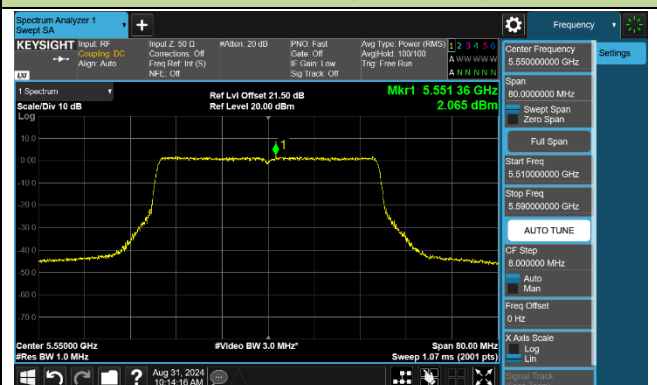 Spectrum Analyzer 1
Swept SA
Frequency
KEYSIGHT
Input: RF
Coupling: DC
Align: Auto
Input Z: 50 Ω
Corrections: Off
Freq Ref: Int (S)
NFE: Off
#Atten: 20 dB
PNO: Fast
Gate: Off
IF Gain: Low
Sig Track: Off
Avg Type: Power (RMS)
Avg|Hold: 100/100
Trig: Free Run
1 2 3 4 5 6
A W W W W W
A N N N N N
LXI
1 Spectrum
Scale/Div 10 dB
Ref Lvl Offset 21.50 dB
Ref Level 20.00 dBm
Mkr1 5.551 36 GHz
2.065 dBm
Log
10.0
0.00
-10.0
-20.0
-30.0
-40.0
-50.0
-60.0
-70.0
1
Center 5.55000 GHz
#Res BW 1.0 MHz
#Video BW 3.0 MHz*
Span 80.00 MHz
Sweep 1.07 ms (2001 pts)
Aug 31, 2024
10:14:16 AM
Center Frequency
5.550000000 GHz
Settings
Span
80.0000000 MHz
Swept Span
Zero Span
Full Span
Start Freq
5.510000000 GHz
Stop Freq
5.590000000 GHz
AUTO TUNE
CF Step
8.000000 MHz
Auto
Man
Freq Offset
0 Hz
X Axis Scale
Log
Lin
Signal Track